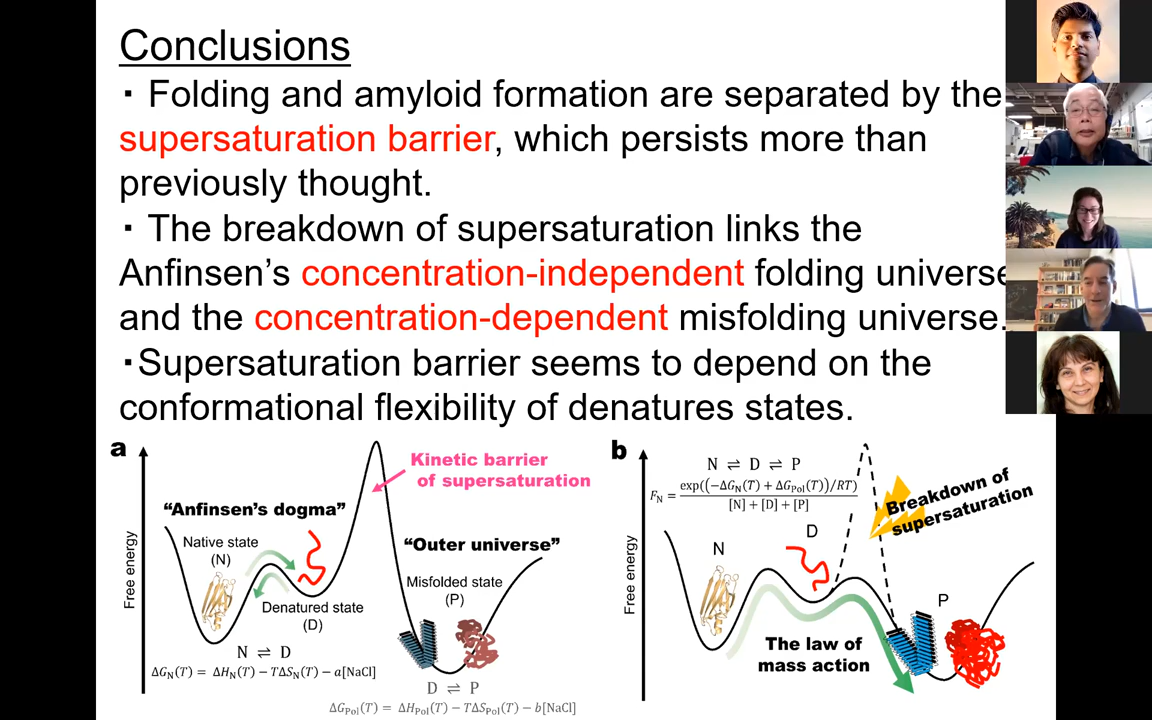 Conclusions
・ Folding and amyloid formation are separated by the
supersaturation barrier, which persists more than
previously thought.
・ The breakdown of supersaturation links the
Anfinsen’s concentration-independent folding universe
and the concentration-dependent misfolding universe.
・Supersaturation barrier seems to depend on the
conformational flexibility of denatures states.
a
Kinetic barrier
of supersaturation
“Anfinsen’s dogma”
Native state
(N)
Denatured state
(D)
“Outer universe”
Misfolded state
(P)
Free energy
N ⇌ D
ΔG_N(T) = ΔH_N(T) − TΔS_N(T) − a[NaCl]
D ⇌ P
ΔG_Pol(T) = ΔH_Pol(T) − TΔS_Pol(T) − b[NaCl]
b
N ⇌ D ⇌ P
F_N = exp((−ΔG_N(T) + ΔG_Pol(T))/RT) / [N] + [D] + [P]
Breakdown of
supersaturation
N
D
P
Free energy
The law of
mass action